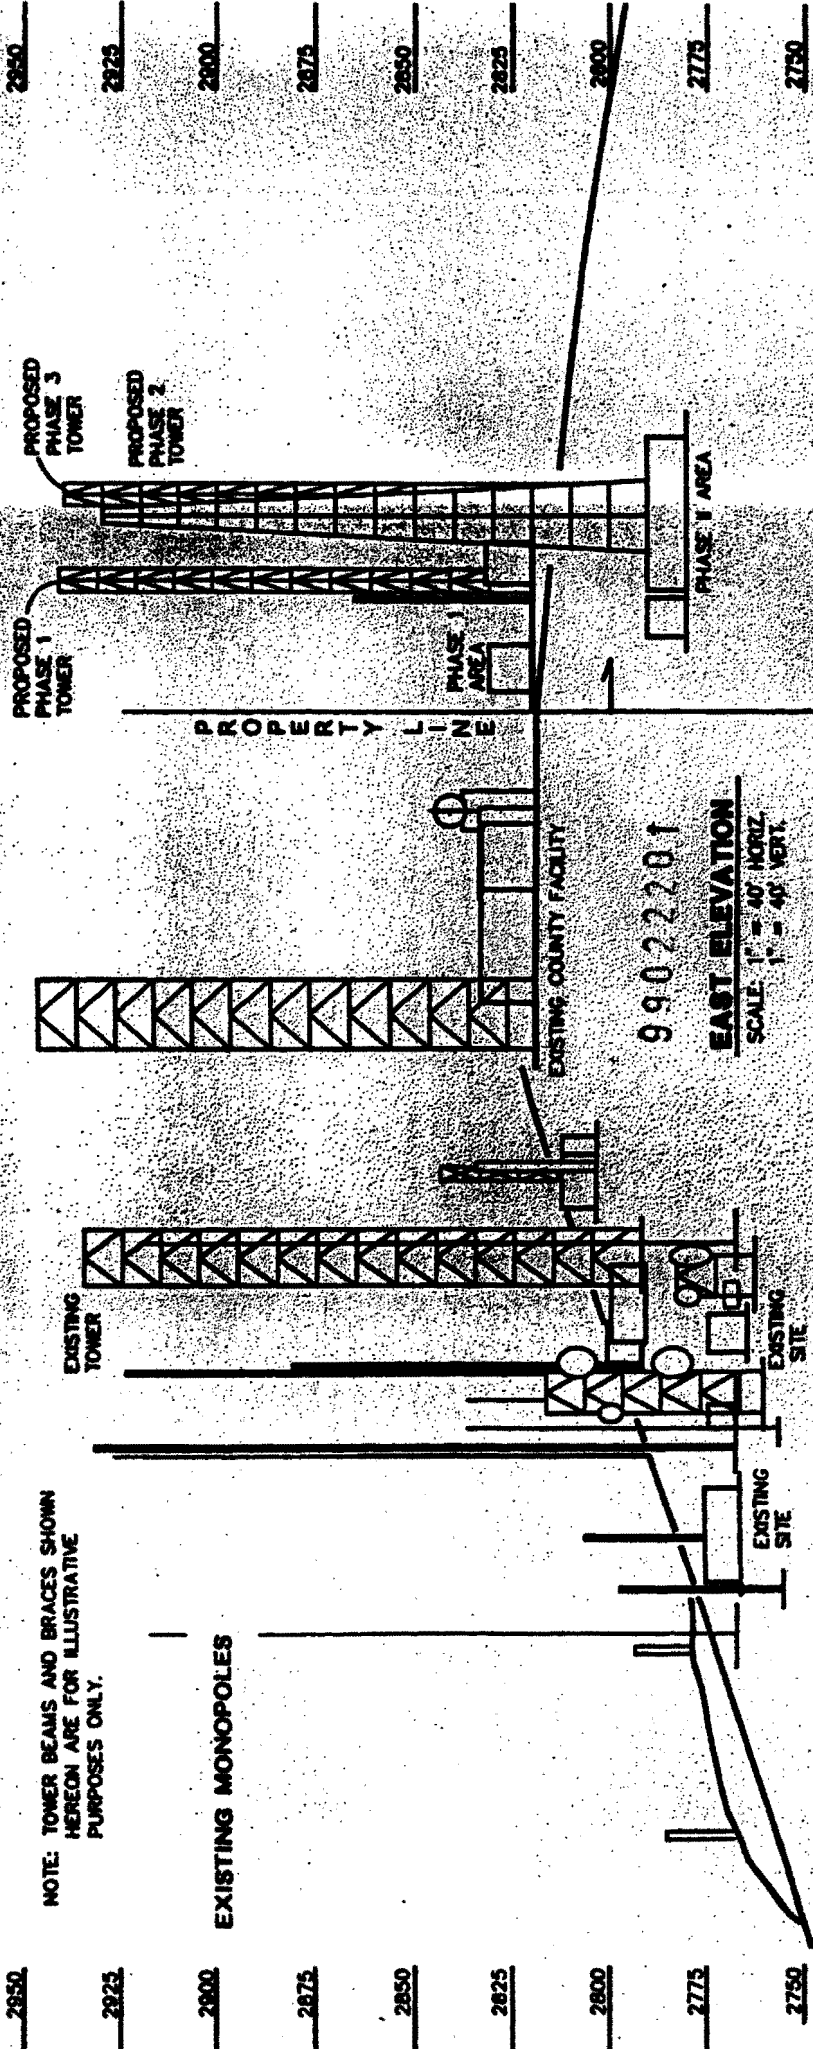 NOTE: TOWER BEAMS AND BRACES SHOWN
HEREON ARE FOR ILLUSTRATIVE
PURPOSES ONLY.
EXISTING MONOPOLES
EXISTING
TOWER
PROPOSED
PHASE 1
TOWER
PROPOSED
PHASE 3
TOWER
PROPOSED
PHASE 2
TOWER
PROPERTY LINE
PHASE 1
AREA
PHASE II AREA
EXISTING COUNTY FACILITY
EXISTING
SITE
EXISTING
SITE
99022201
EAST ELEVATION
SCALE: 1" = 40' HORIZ.
1" = 40' VERT.
2950
2925
2900
2875
2850
2825
2800
2775
2750
2950
2925
2900
2875
2850
2825
2800
2775
2750